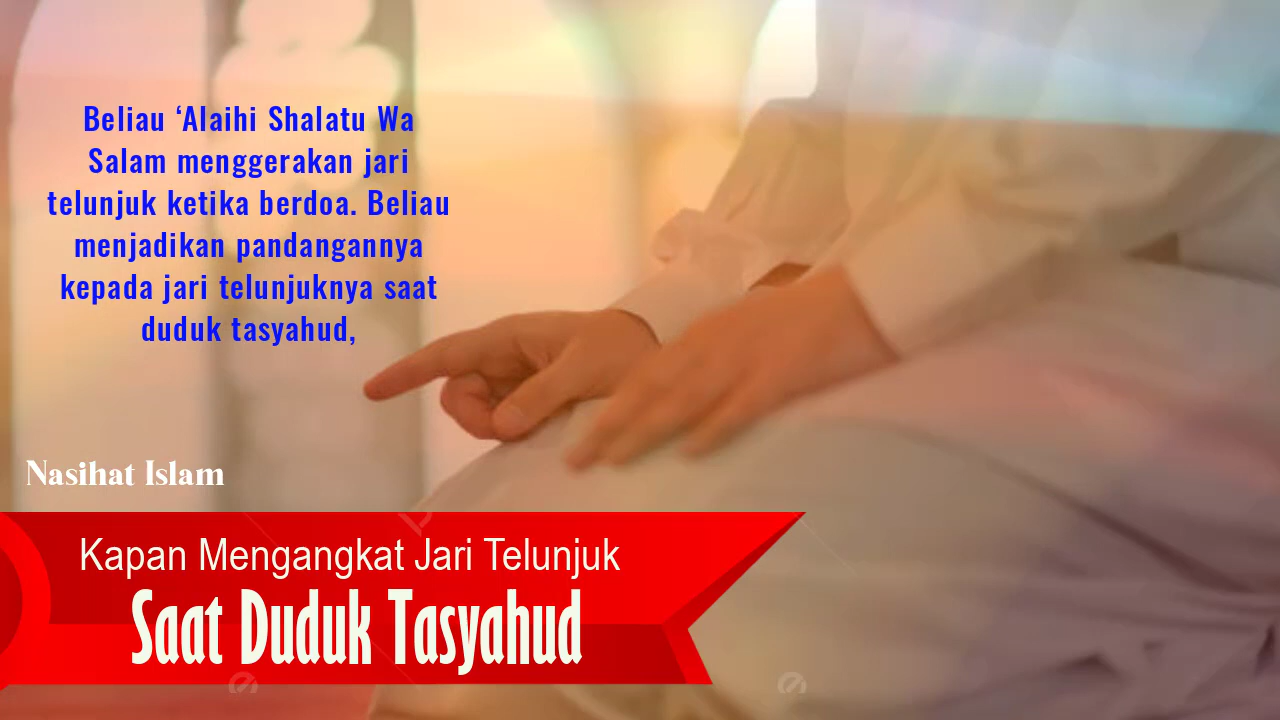 Beliau ‘Alaihi Shalatu Wa
Salam menggerakan jari
telunjuk ketika berdoa. Beliau
menjadikan pandangannya
kepada jari telunjuknya saat
duduk tasyahud,
Nasihat Islam
Kapan Mengangkat Jari Telunjuk
Saat Duduk Tasyahud